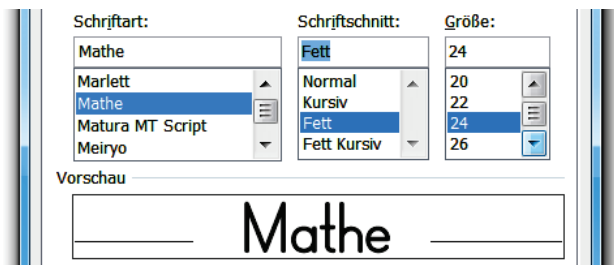 Schriftart: Schriftschnitt: Größe:
Mathe Fett 24
Marlett Normal 20
Mathe Kursiv 22
Matura MT Script Fett 24
Meiryo Fett Kursiv 26
Vorschau
Mathe